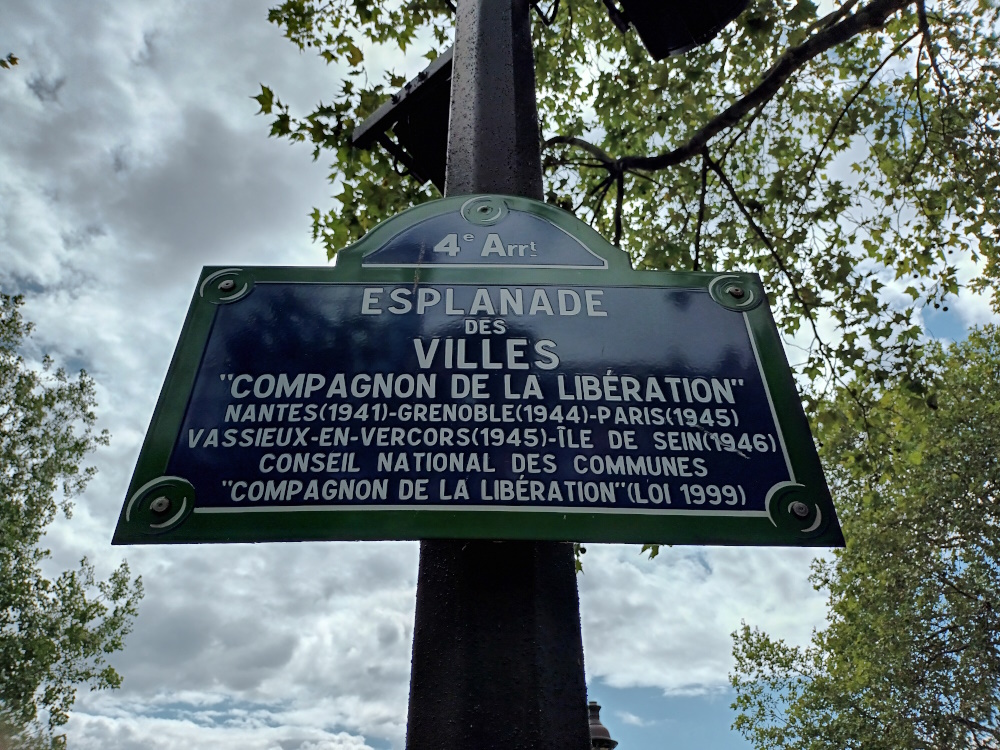 4e Arrt
ESPLANADE
DES
VILLES
"COMPAGNON DE LA LIBÉRATION"
NANTES(1941)-GRENOBLE(1944)-PARIS(1945)
VASSIEUX-EN-VERCORS(1945)-ÎLE DE SEIN(1946)
CONSEIL NATIONAL DES COMMUNES
"COMPAGNON DE LA LIBÉRATION"(LOI 1999)